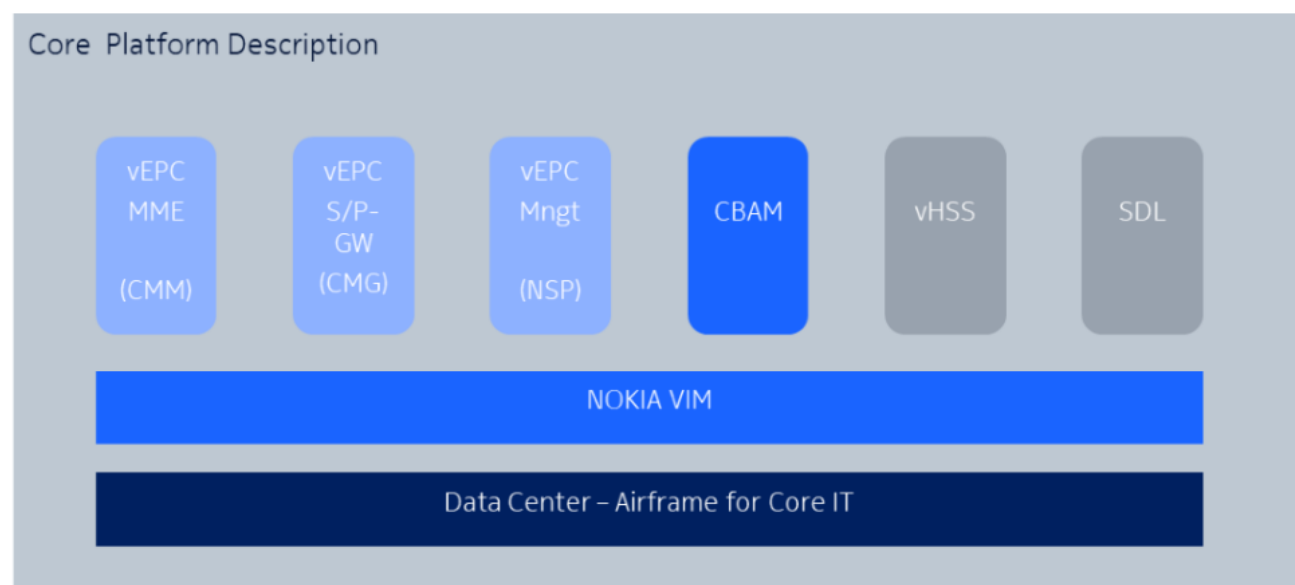 Core Platform Description
vEPC
MME
(CMM)
vEPC
S/P-
GW
(CMG)
vEPC
Mngt
(NSP)
CBAM
vHSS
SDL
NOKIA VIM
Data Center – Airframe for Core IT